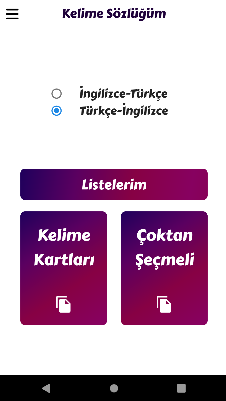 Kelime Sözlüğüm
İngilizce-Türkçe
Türkçe-İngilizce
Listelerim
Kelime
Kartları
Çoktan
Seçmeli